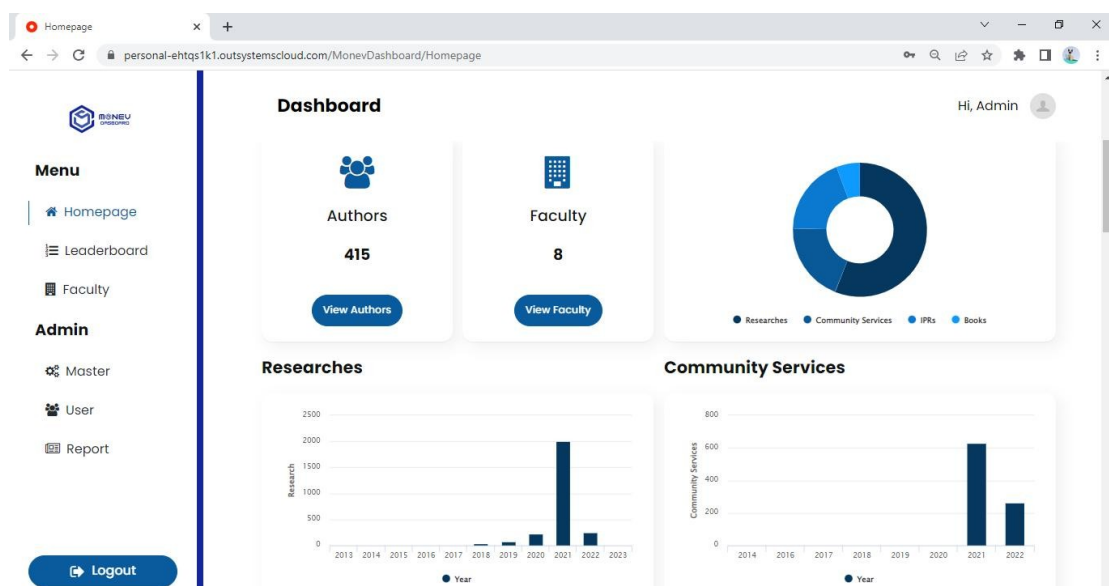 Homepage
personal-ehtqs1k1.outsystemscloud.com/MonevDashboard/Homepage
MONEV
Menu
Homepage
Leaderboard
Faculty
Admin
Master
User
Report
Logout
Dashboard
Hi, Admin
Authors
415
View Authors
Faculty
8
View Faculty
Researches Community Services IPRs Books
Researches
Research
2500
2000
1500
1000
500
0
2013 2014 2015 2016 2017 2018 2019 2020 2021 2022 2023
Year
Community Services
Community Services
800
600
400
200
0
2014 2016 2017 2018 2019 2020 2021 2022
Year